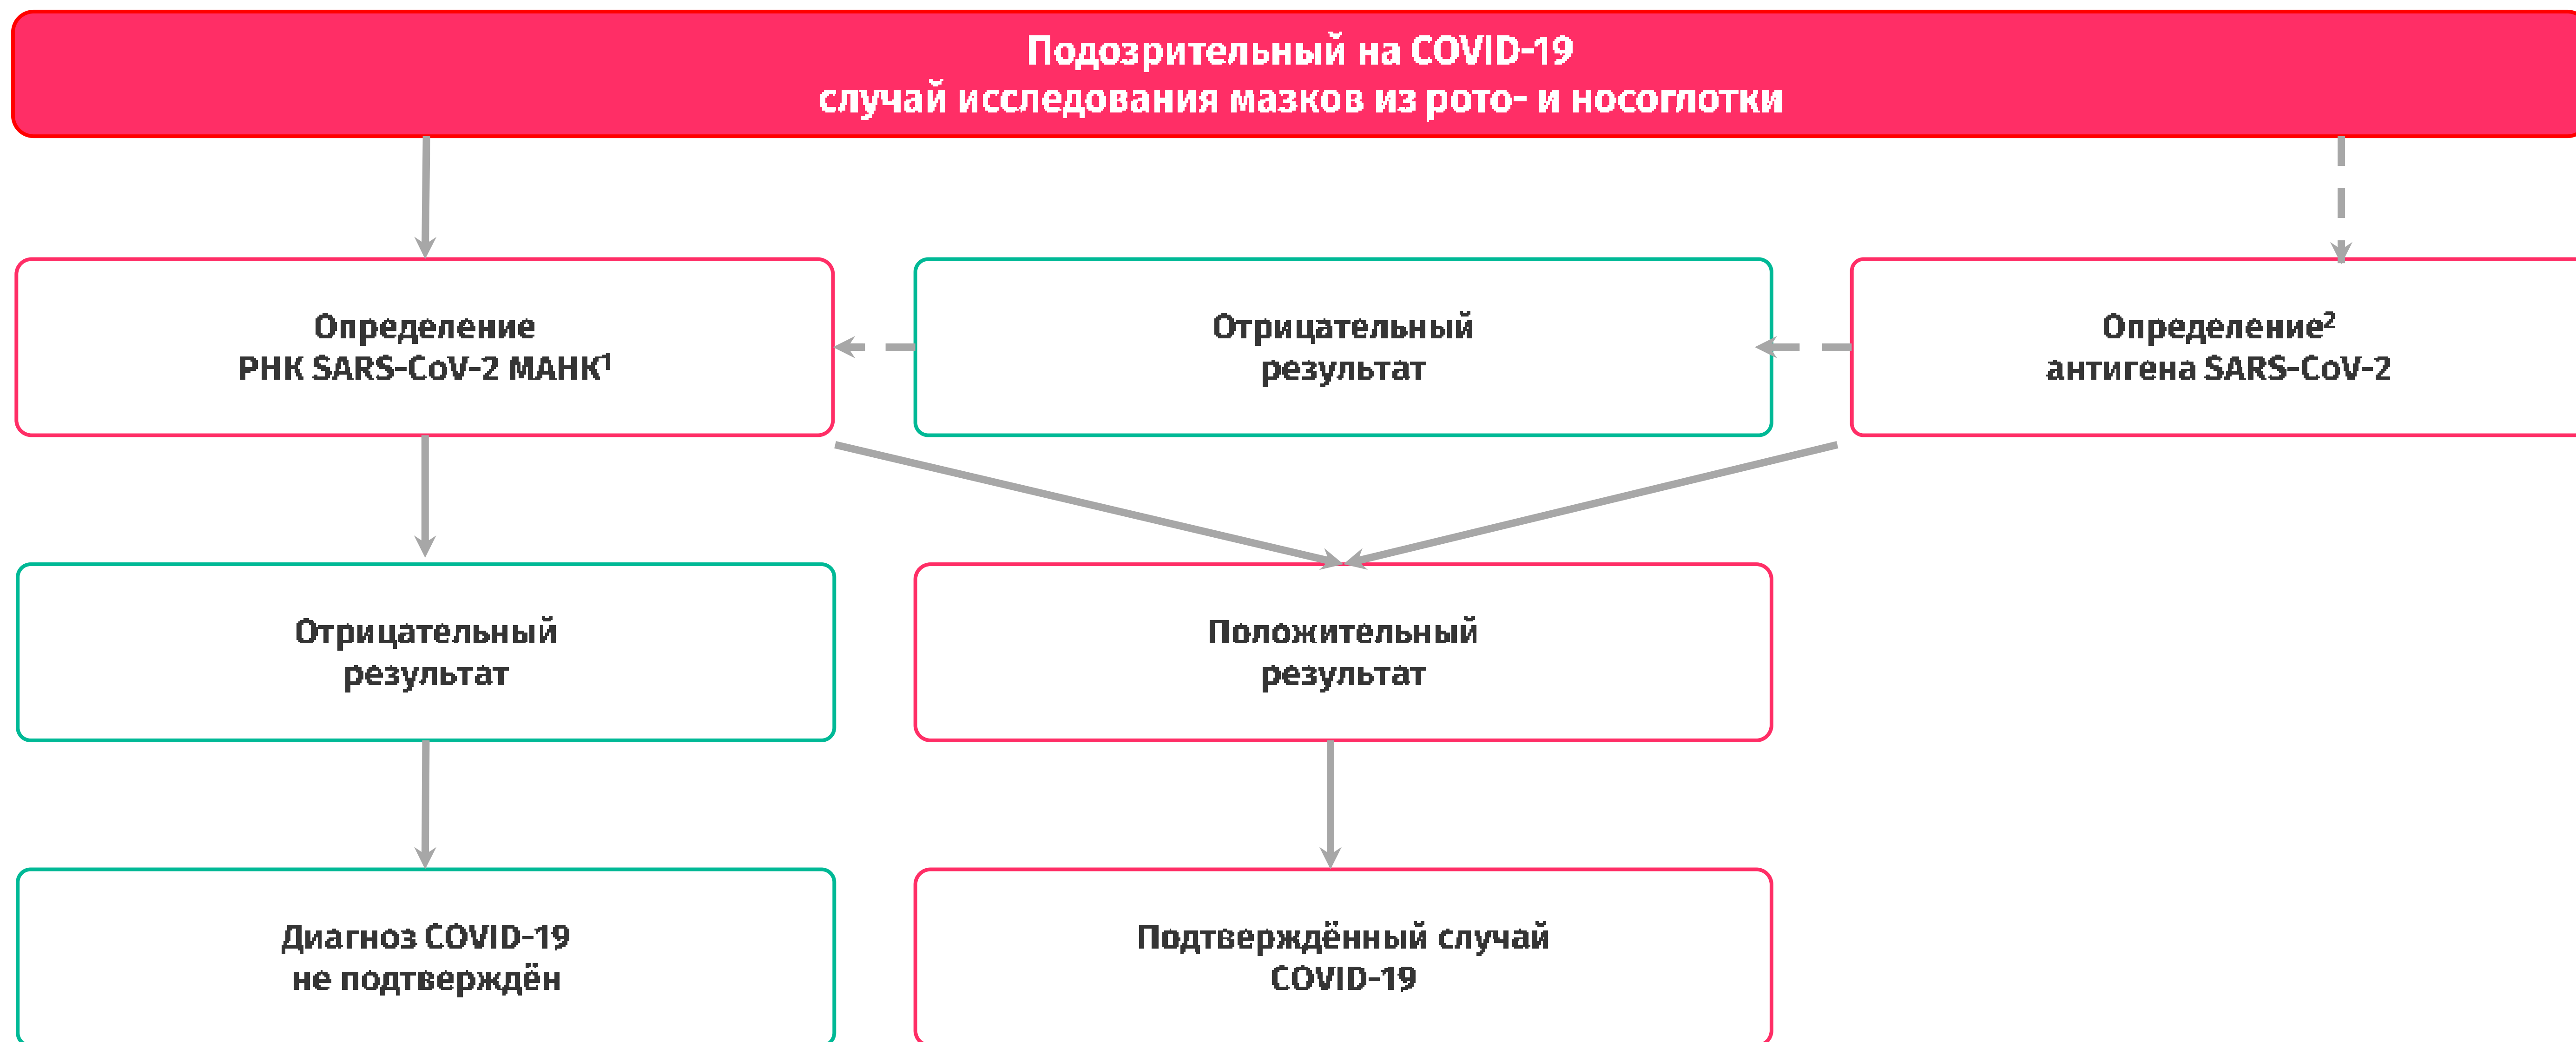 Подозрительный на COVID-19
случай исследования мазков из рото- и носоглотки
Определение
РНК SARS-CoV-2 МАНК¹
Отрицательный
результат
Определение²
антигена SARS-CoV-2
Отрицательный
результат
Положительный
результат
Диагноз COVID-19
не подтверждён
Подтверждённый случай
COVID-19